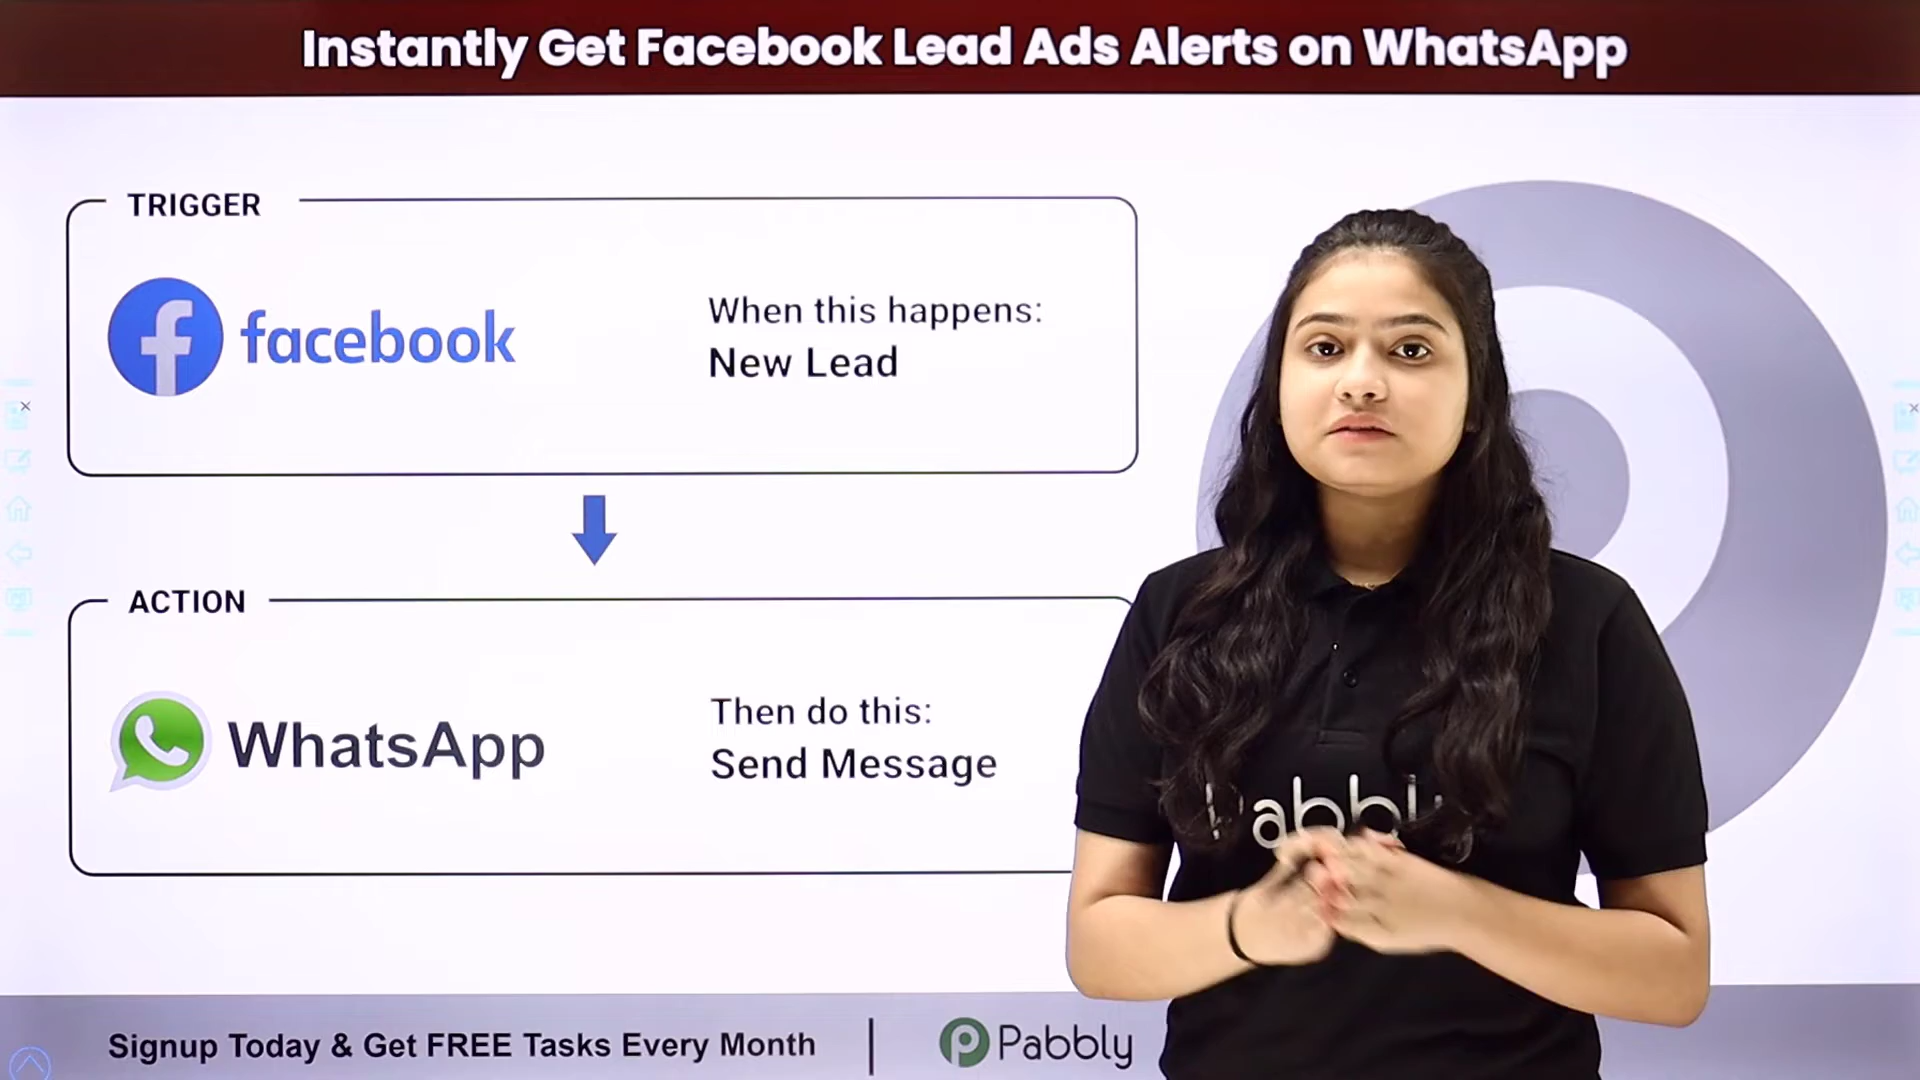 Instantly Get Facebook Lead Ads Alerts on WhatsApp
TRIGGER
facebook
When this happens:
New Lead
ACTION
WhatsApp
Then do this:
Send Message
Pabbly
Signup Today & Get FREE Tasks Every Month
Pabbly